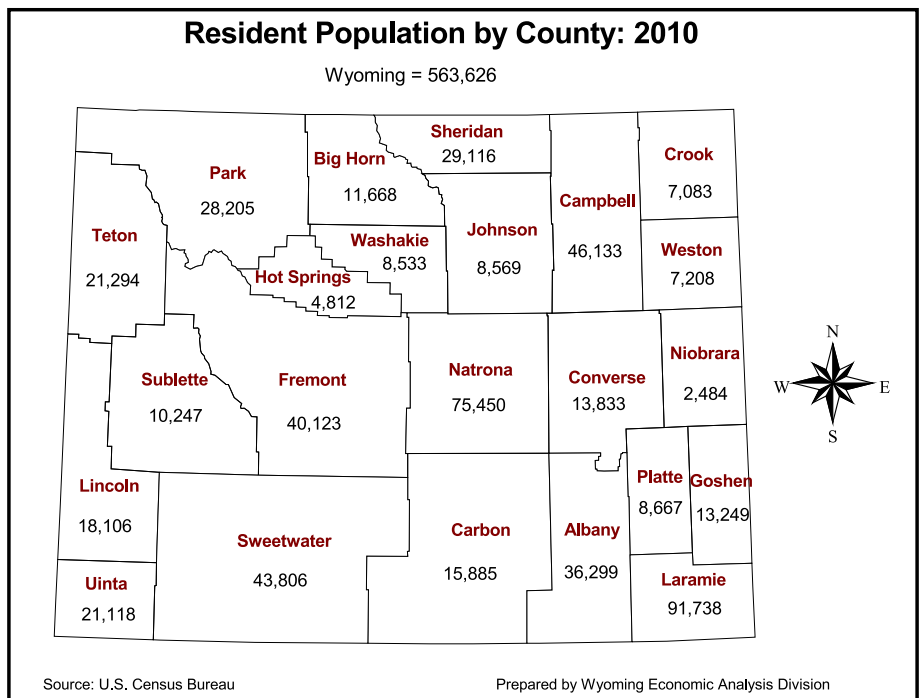 Resident Population by County: 2010
Wyoming = 563,626
Sheridan
29,116
Crook
7,083
Big Horn
11,668
Park
28,205
Campbell
46,133
Teton
21,294
Washakie
8,533
Johnson
8,569
Weston
7,208
Hot Springs
4,812
N
W
E
S
Niobrara
2,484
Natrona
75,450
Converse
13,833
Sublette
10,247
Fremont
40,123
Lincoln
18,106
Platte
8,667
Goshen
13,249
Sweetwater
43,806
Carbon
15,885
Albany
36,299
Uinta
21,118
Laramie
91,738
Source: U.S. Census Bureau
Prepared by Wyoming Economic Analysis Division